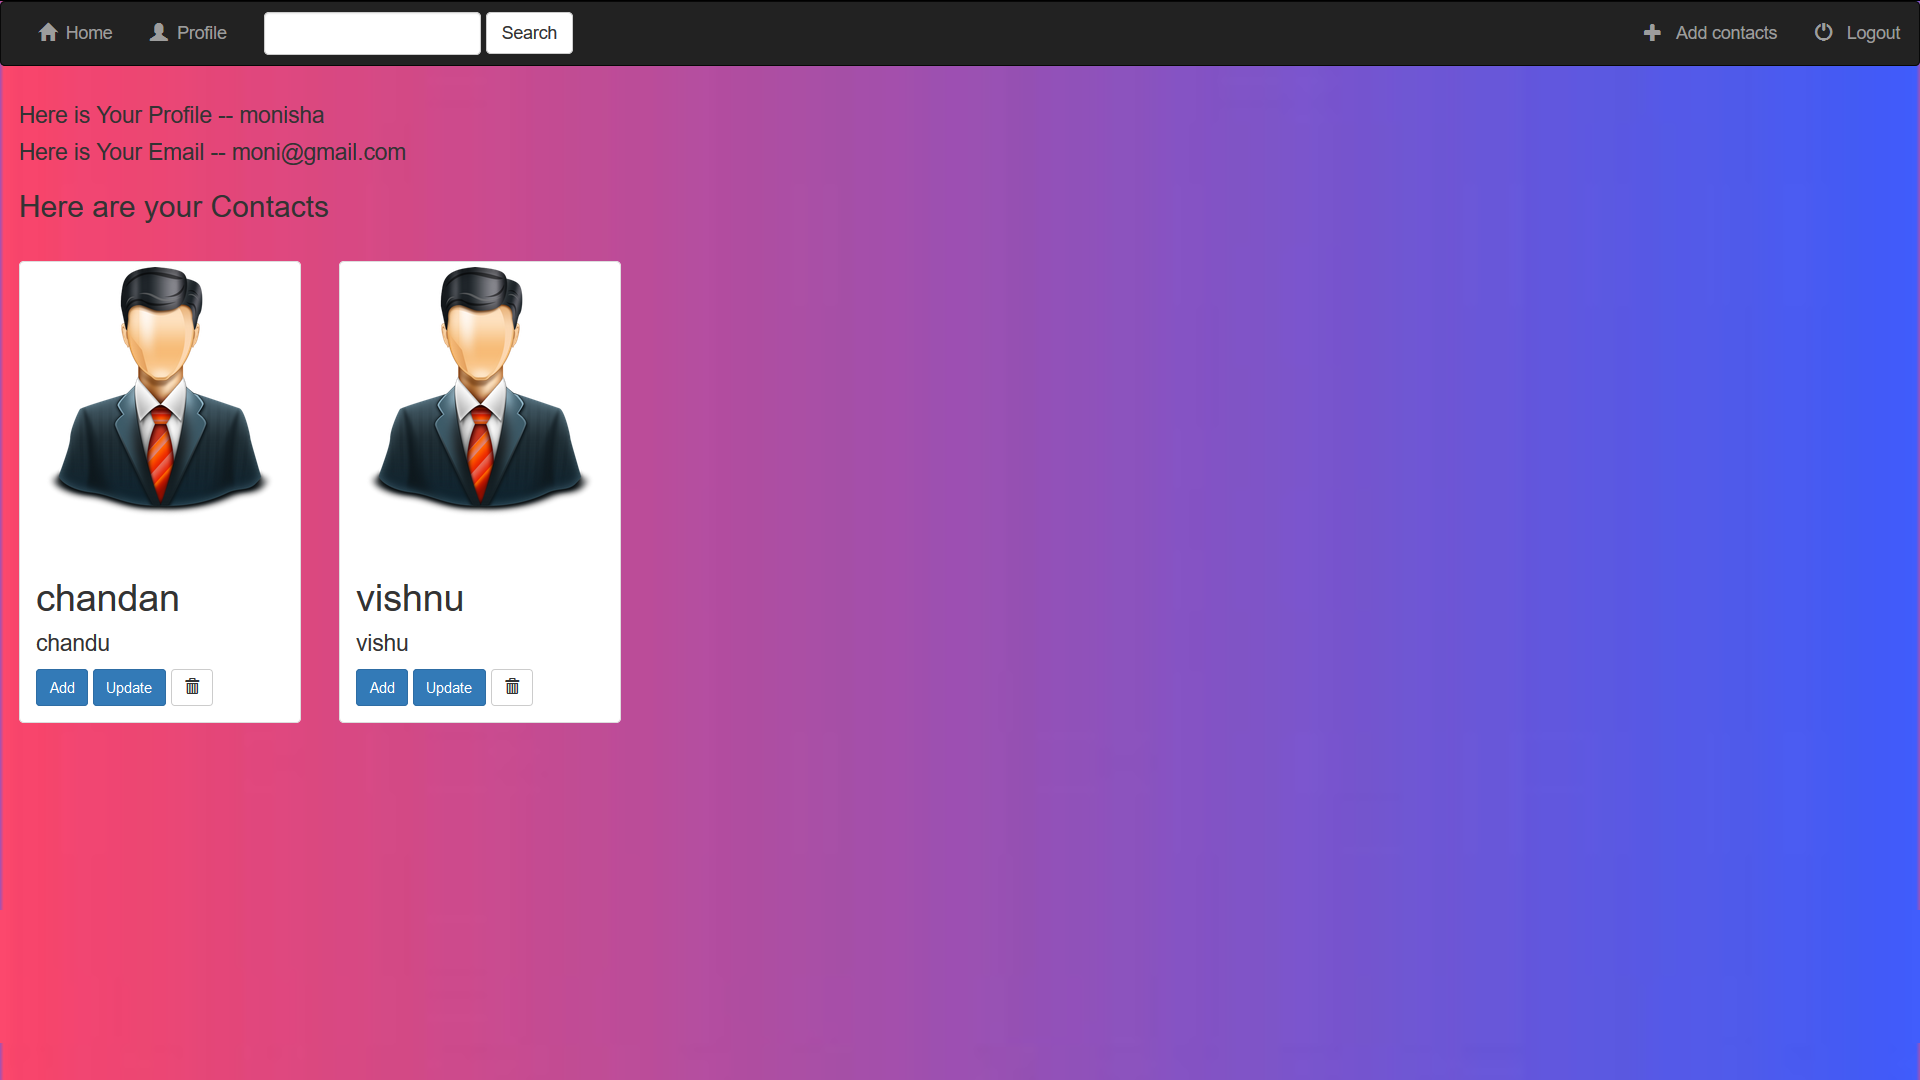 Home Profile Search Add contacts Logout
Here is Your Profile -- monisha
Here is Your Email -- moni@gmail.com
Here are your Contacts
chandan
chandu
Add Update
vishnu
vishu
Add Update